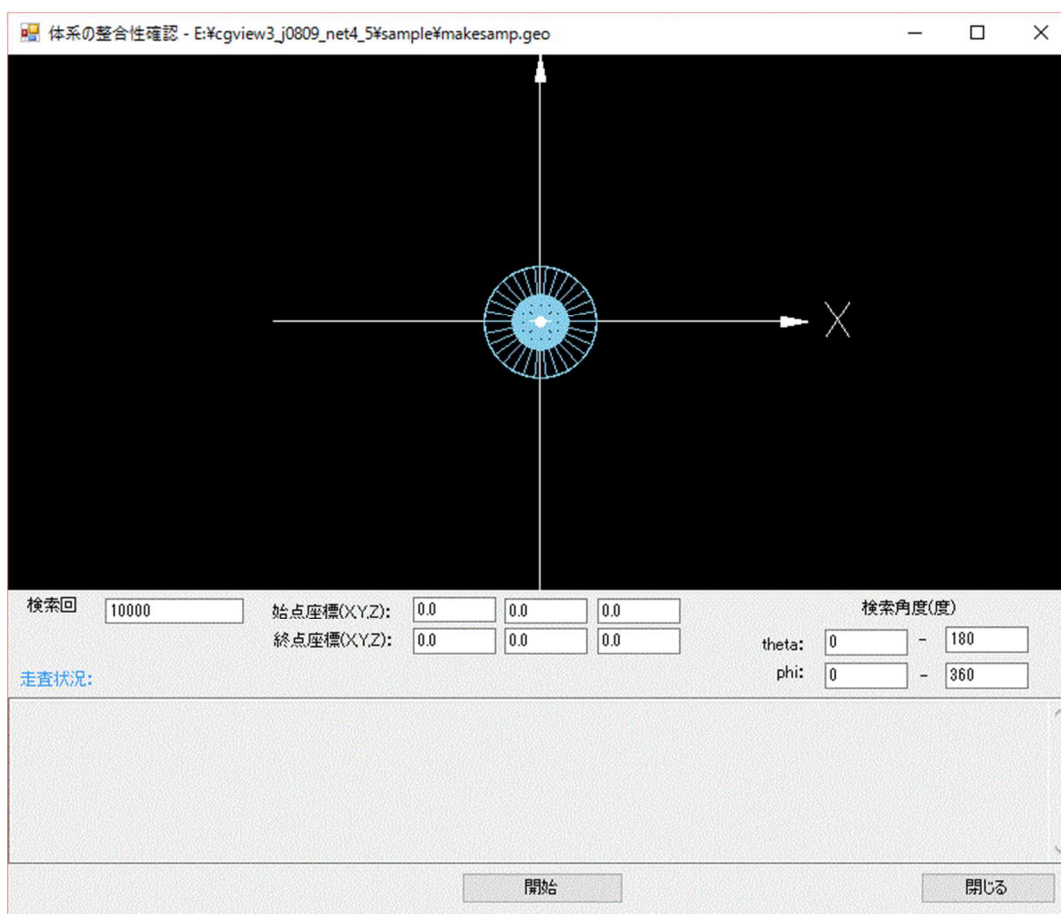 体系の整合性確認 - E:¥cgview3_j0809_net4_5¥sample¥makesamp.geo
X
検索回 10000 始点座標(X,Y,Z): 0.0 0.0 0.0 検索角度(度)
終点座標(X,Y,Z): 0.0 0.0 0.0 theta: 0 - 180
走査状況: phi: 0 - 360
開始 閉じる